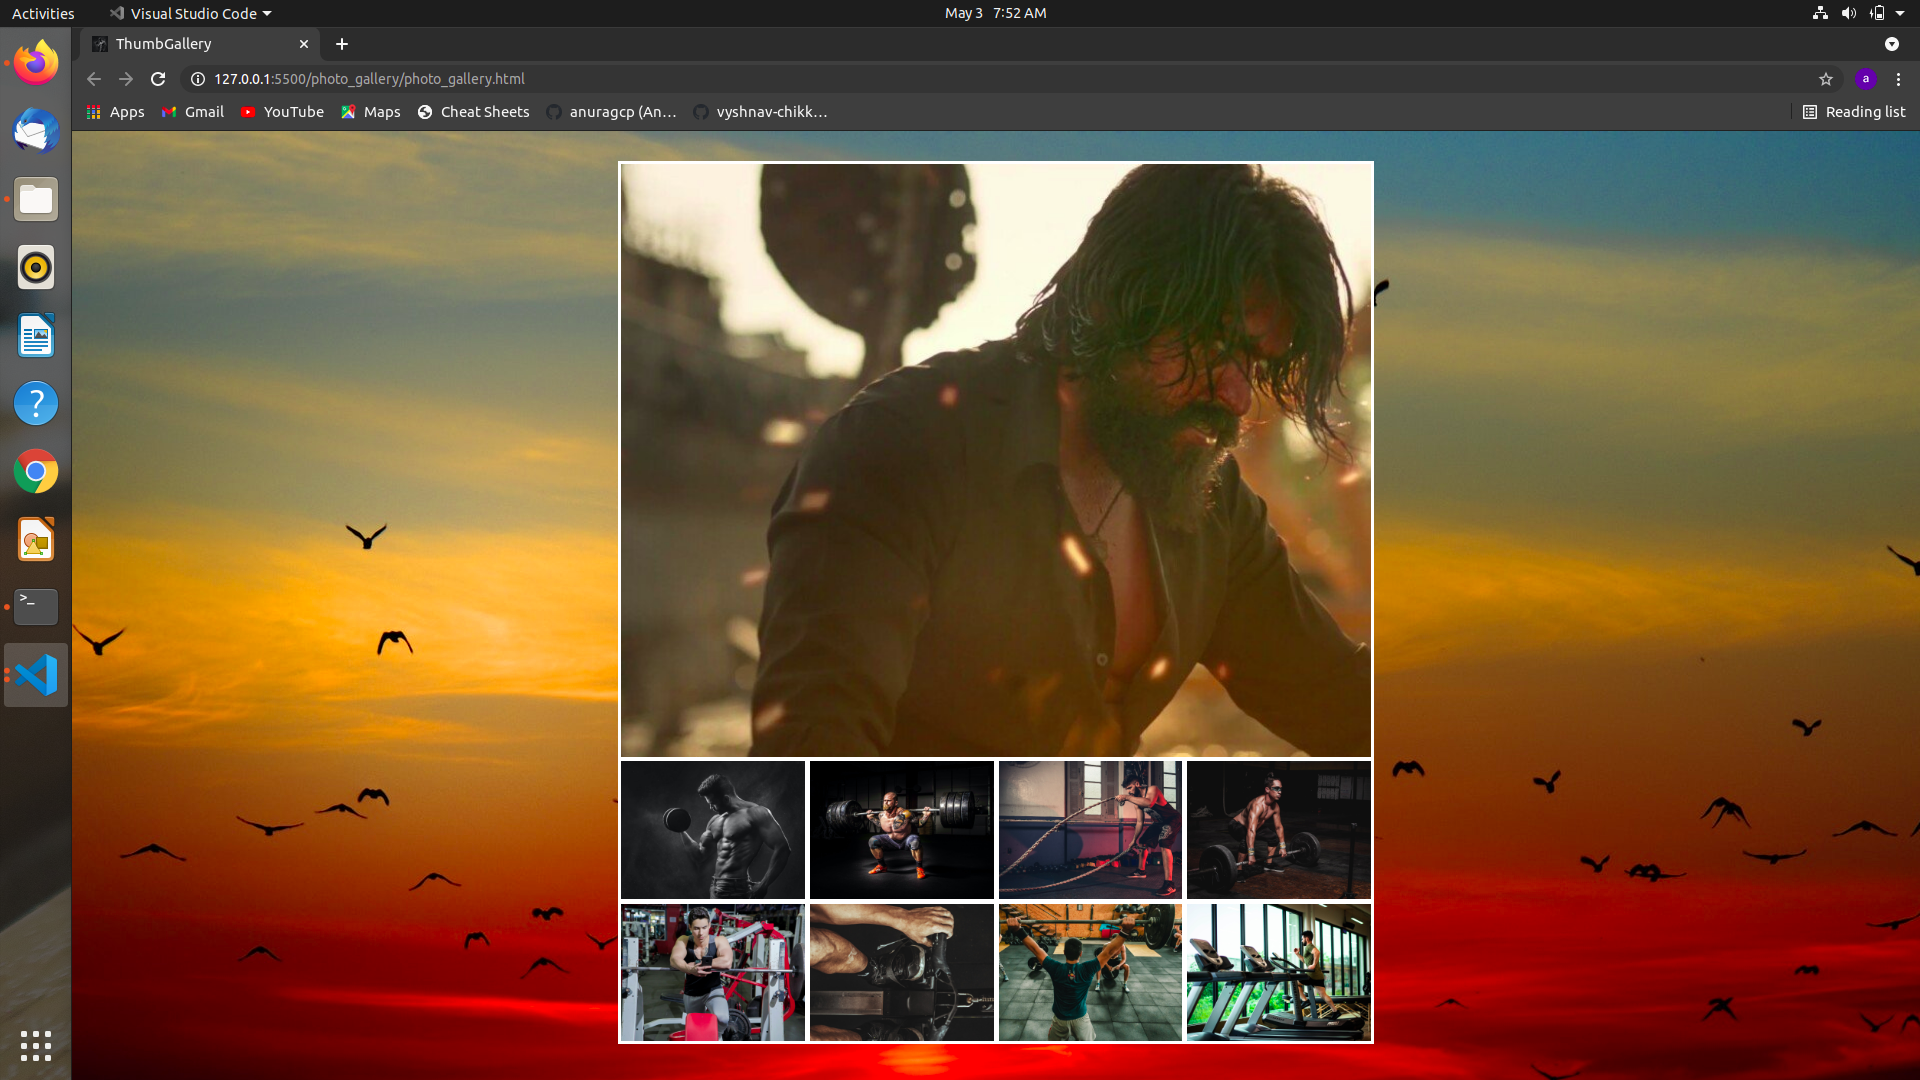 Activities Visual Studio Code May 3 7:52 AM
ThumbGallery
127.0.0.1:5500/photo_gallery/photo_gallery.html a
Apps Gmail YouTube Maps Cheat Sheets anuragcp (An… vyshnav-chikk… Reading list
?
>_